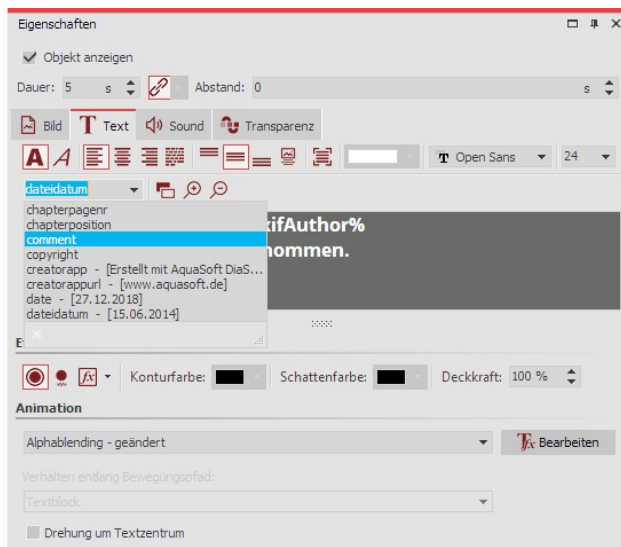 Eigenschaften
Objekt anzeigen
Dauer: 5 s Abstand: 0 s
Bild T Text Sound Transparenz
A A T Open Sans 24
dateidatum
chapterpagenr
chapterposition
comment
copyright
creatorapp - [Erstellt mit AquaSoft DiaS...
creatorappurl - [www.aquasoft.de]
date - [27.12.2018]
dateidatum - [15.06.2014]
xifAuthor%
ommen.
E
fx Konturfarbe: Schattenfarbe: Deckkraft: 100 %
Animation
Alphablending - geändert Tfx Bearbeiten
Verhalten entlang Bewegungspfad:
Textblock
Drehung um Textzentrum